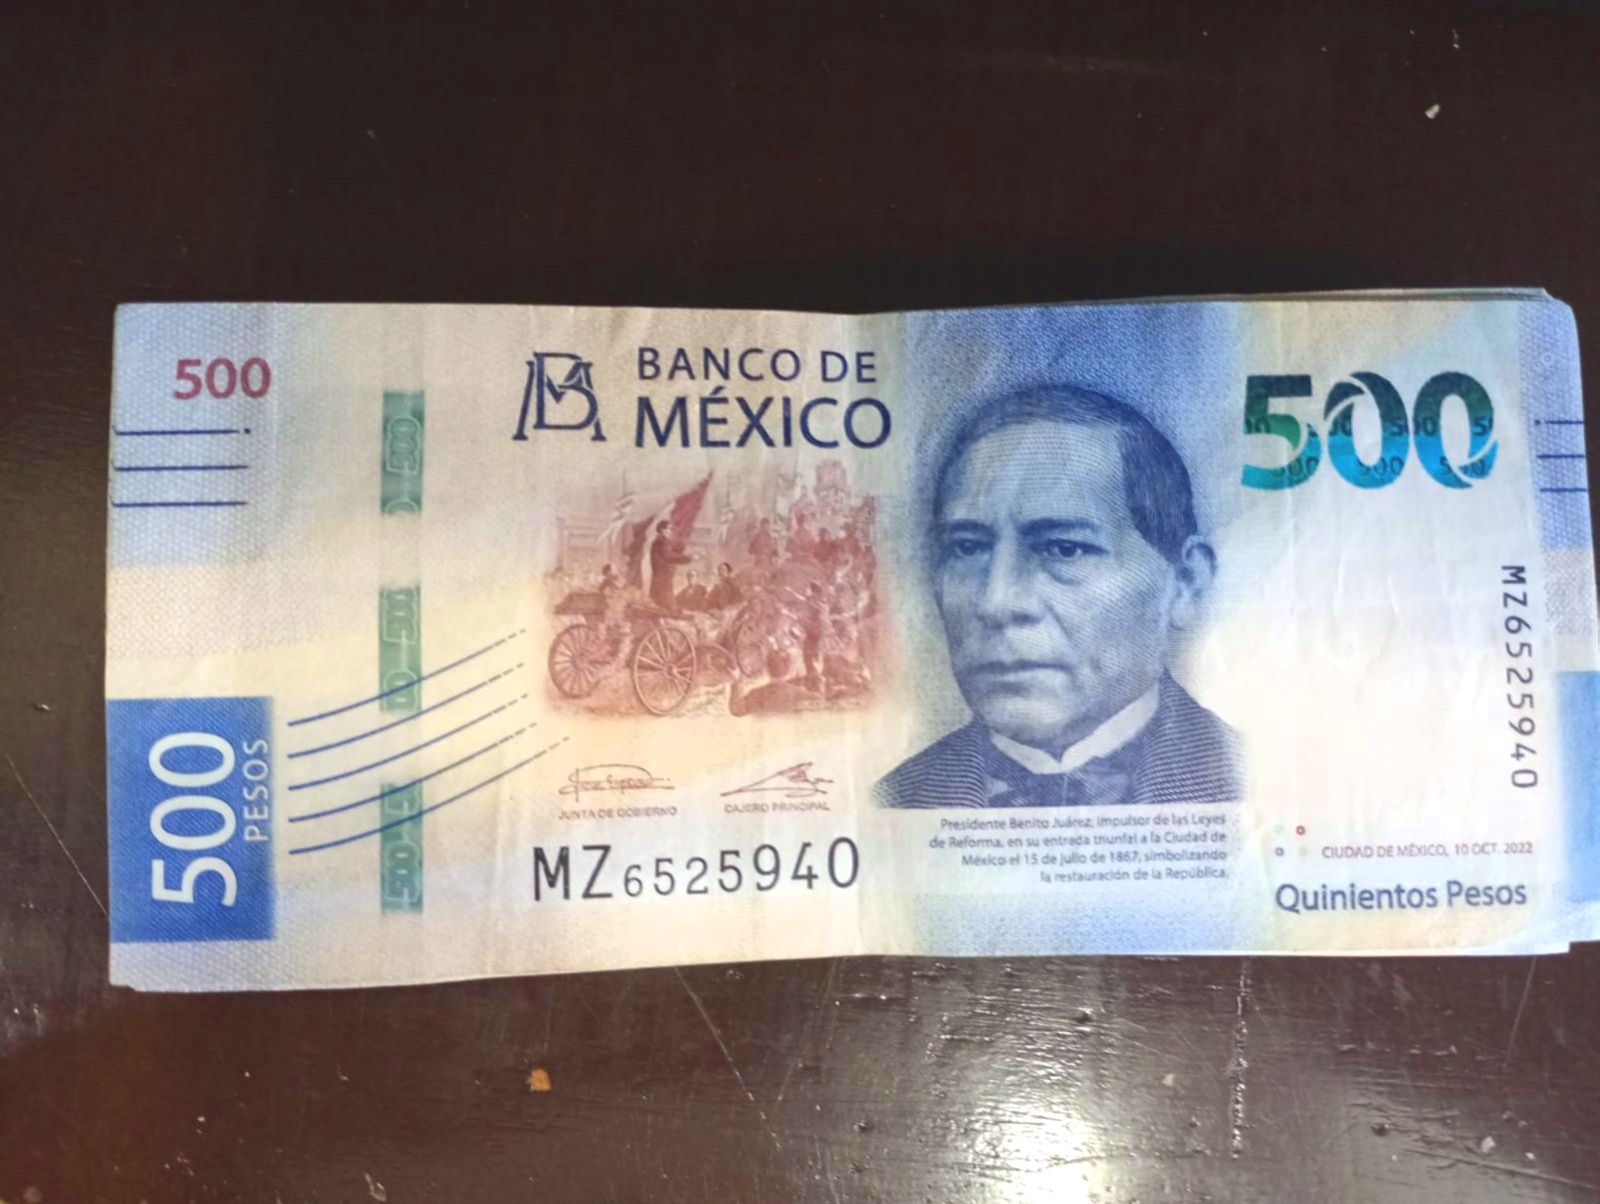 500
BM
BANCO DE
MÉXICO
500
500
PESOS
JUNTA DE GOBIERNO
CAJERO PRINCIPAL
MZ6525940
MZ6525940
Presidente Benito Juárez, impulsor de las Leyes
de Reforma, en su entrada triunfal a la Ciudad de
México el 15 de julio de 1867, simbolizando
la restauración de la República.
CIUDAD DE MÉXICO, 10 OCT. 2022
Quinientos Pesos